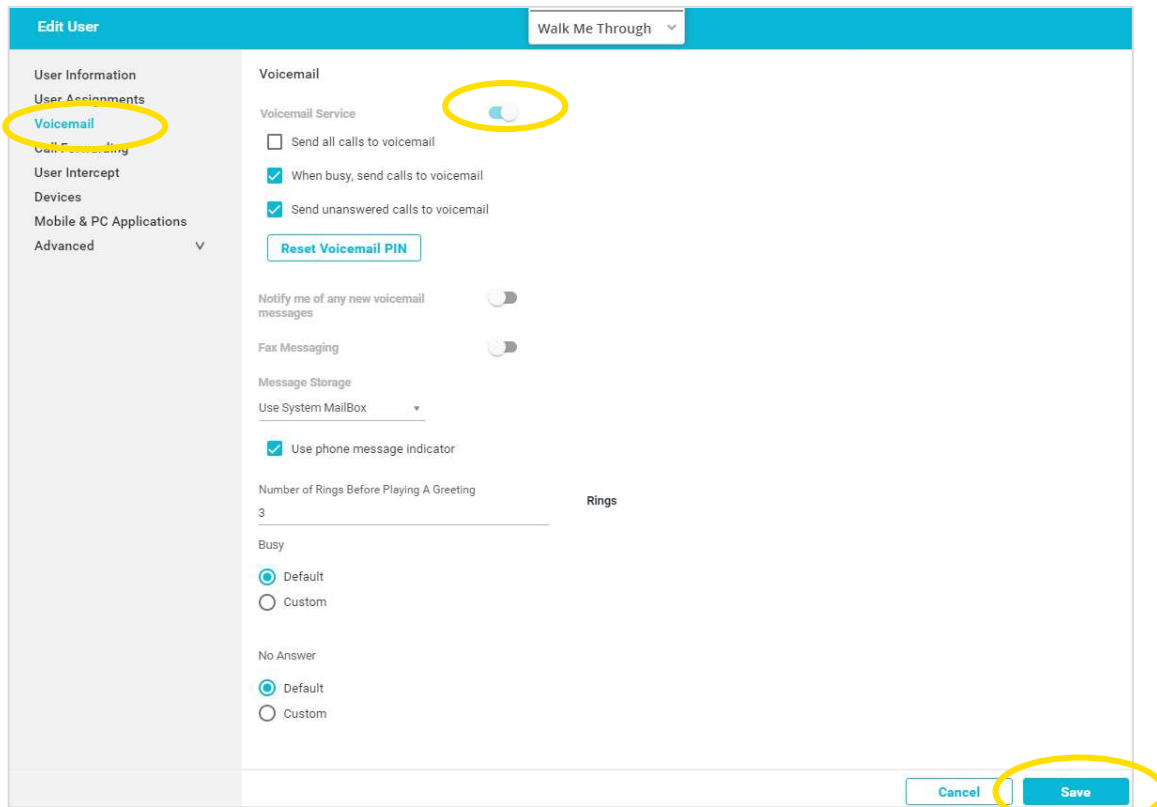 Edit User
Walk Me Through
User Information
User Assignments
Voicemail
Call Forwarding
User Intercept
Devices
Mobile & PC Applications
Advanced
Voicemail
Voicemail Service
Send all calls to voicemail
When busy, send calls to voicemail
Send unanswered calls to voicemail
Reset Voicemail PIN
Notify me of any new voicemail
messages
Fax Messaging
Message Storage
Use System MailBox
Use phone message indicator
Number of Rings Before Playing A Greeting
3
Rings
Busy
Default
Custom
No Answer
Default
Custom
Cancel
Save